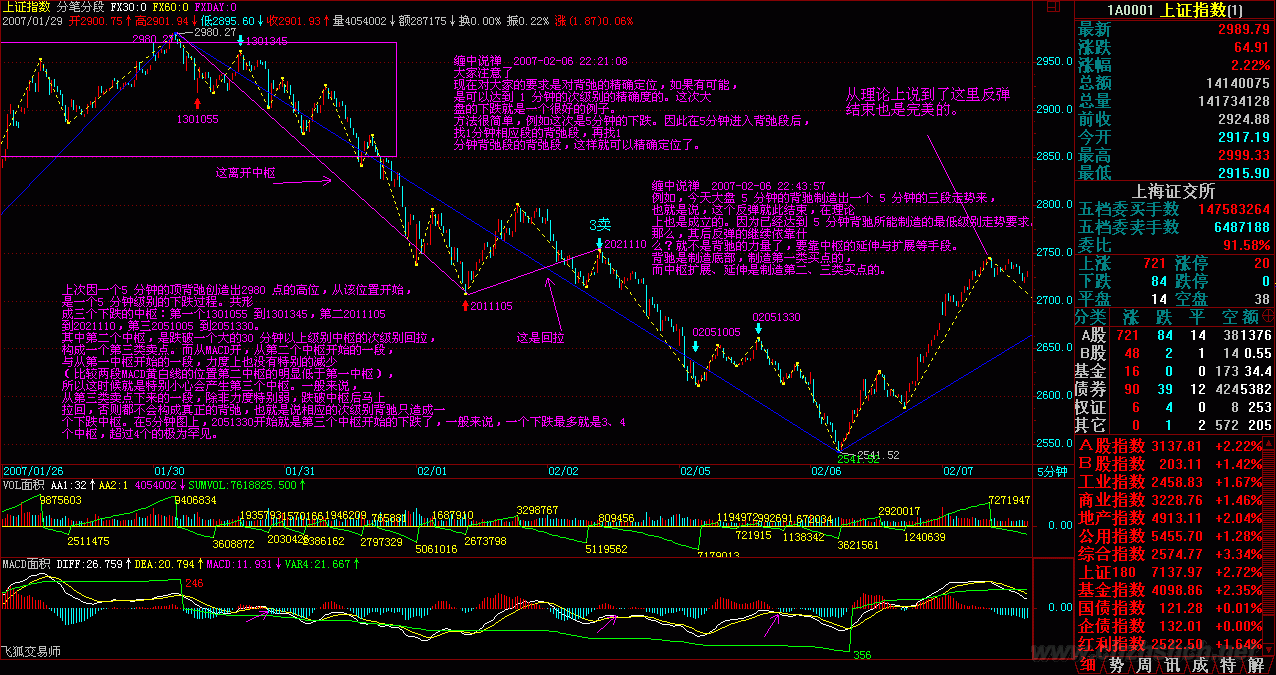 上证指数 分笔分段 FX30:0 FX60:0 FXDAY:0
2007/01/29 开2900.75↑高2901.94↓低2895.60↓收2901.93↑量4054002↓额287175↓换0.00% 振0.22% 涨(1.87)0.06%
2980.27
2980.27
1301345
1301055
缠中说禅 2007-02-06 22:21:08
大家注意了
现在对大家的要求是对背驰的精确定位，如果有可能，
是可以达到 1 分钟的次级别的精确度的。这次大
盘的下跌就是一个很好的例子。
方法很简单，例如这次是5分钟的下跌。因此在5分钟进入背驰段后，
找1分钟相应段的背驰段，再找1
分钟背驰段的背驰段，这样就可以精确定位了。
从理论上说到了这里反弹
结束也是完美的。
这离开中枢
缠中说禅 2007-02-06 22:43:57
例如，今天大盘 5 分钟的背驰制造出一个 5 分钟的三段走势来，
也就是说，这个反弹就此结束，在理论
上也是成立的。因为已经达到 5 分钟背驰所能制造的最低级别走势要求.
那么，其后反弹的继续依靠什
么？就不是背驰的力量了，要靠中枢的延伸与扩展等手段。
背驰是制造底部，制造第一类买点的，
而中枢扩展、延伸是制造第二、三类买点的。
3卖
2021110
2011105
这是回拉
上次因一个5 分钟的顶背驰创造出2980 点的高位，从该位置开始，
是一个5 分钟级别的下跌过程。共形
成三个下跌的中枢：第一个1301055 到1301345，第二2011105
到2021110，第三2051005 到2051330。
其中第二个中枢，是跌破一个大的30 分钟以上级别中枢的次级别回拉，
构成一个第三类卖点。而从MACD开，从第二个中枢开始的一段，
与从第一中枢开始的一段，力度上也没有特别的减少
（比较两段MACD黄白线的位置第二中枢的明显低于第一中枢），
所以这时候就是特别小心会产生第三个中枢。一般来说，
从第三类卖点下来的一段，除非力度特别弱，跌破中枢后马上
拉回，否则都不会构成真正的背驰，也就是说相应的次级别背驰只造成一
个下跌中枢。在5分钟图上，2051330开始就是第三个中枢开始的下跌了，一般来说，一个下跌最多就是3、4
个中枢，超过4个的极为罕见。
02051005
02051330
2541.52
2541.52
2950.0
2900.0
2850.0
2800.0
2750.0
2700.0
2650.0
2600.0
2550.0
2007/01/26 01/30 01/31 02/01 02/02 02/05 02/06 02/07 5分钟
VOL面积 AA1:32↑AA2:1 4054002↓SUMVOL:7618825.500↑
9875603 9406834 1935793 1570166 1946209 765891 1687910 3298767 809456 1194972 992691 679034 2920017 7271947
0.00
2511475 3608872 2030426 2386162 2797329 5061016 2673798 5119562 7179013 721915 1138342 3621561 1240639
MACD面积 DIFF:26.759↑DEA:20.794↑MACD:11.931↓VAR4:21.667↑
246
0.00
356
飞狐交易师
1A0001 上证指数(1)
最新 2989.79
涨跌 64.91
涨幅 2.22%
总额 14140075
总量 141734128
前收 2924.88
今开 2917.19
最高 2999.33
最低 2915.90
上海证交所
五档委买手数 147583264
五档委卖手数 6487188
委比 91.58%
上涨 721 涨停 20
下跌 84 跌停 0
平盘 14 空盘 38
分类 涨 跌 平 空 额
A股 721 84 14 38 1376
B股 48 2 1 14 0.55
基金 16 0 0 173 34.4
债券 90 39 12 424 5382
权证 6 4 0 8 253
其它 0 1 2 572 205
A股指数 3137.81 +2.22%
B股指数 203.11 +1.42%
工业指数 2458.83 +1.67%
商业指数 3228.76 +1.46%
地产指数 4913.11 +2.04%
公用指数 5455.70 +1.28%
综合指数 2574.77 +3.34%
上证180 7137.97 +2.72%
基金指数 4098.86 +2.35%
国债指数 121.28 +0.01%
企债指数 132.01 +0.00%
红利指数 2522.50 +1.64%
细 势 周 讯 成 特 解